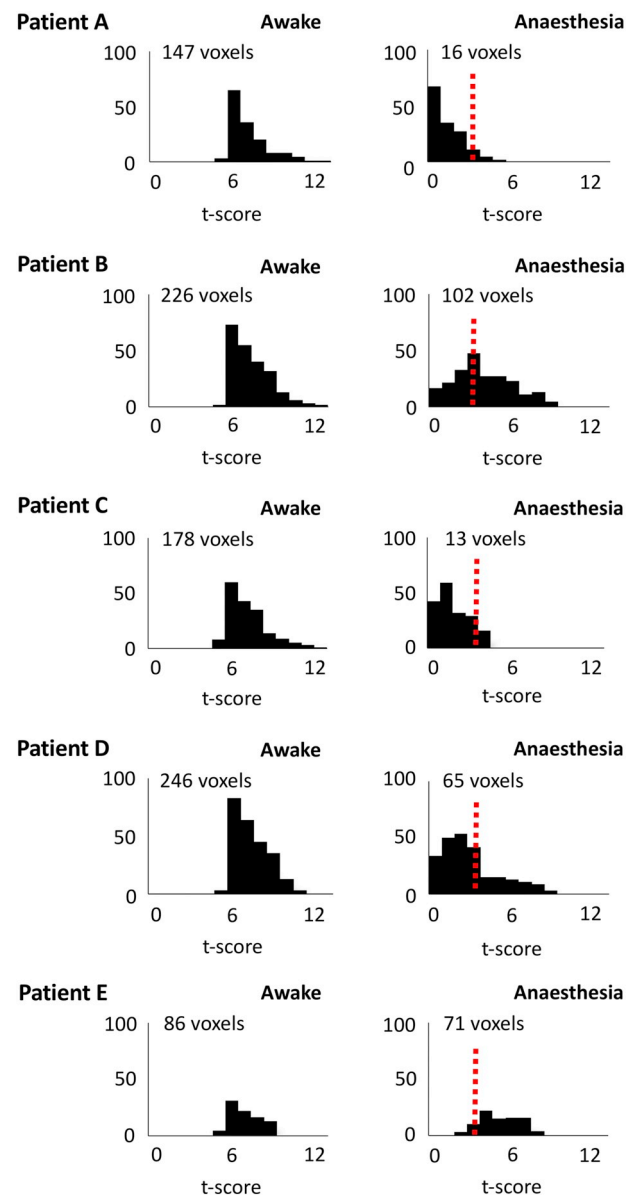 Patient A Awake Anaesthesia
147 voxels 16 voxels
100 100
50 50
0 0
0 6 12 0 6 12
t-score t-score
Patient B Awake Anaesthesia
226 voxels 102 voxels
100 100
50 50
0 0
0 6 12 0 6 12
t-score t-score
Patient C Awake Anaesthesia
178 voxels 13 voxels
100 100
50 50
0 0
0 6 12 0 6 12
t-score t-score
Patient D Awake Anaesthesia
246 voxels 65 voxels
100 100
50 50
0 0
0 6 12 0 6 12
t-score t-score
Patient E Awake Anaesthesia
86 voxels 71 voxels
100 100
50 50
0 0
0 6 12 0 6 12
t-score t-score